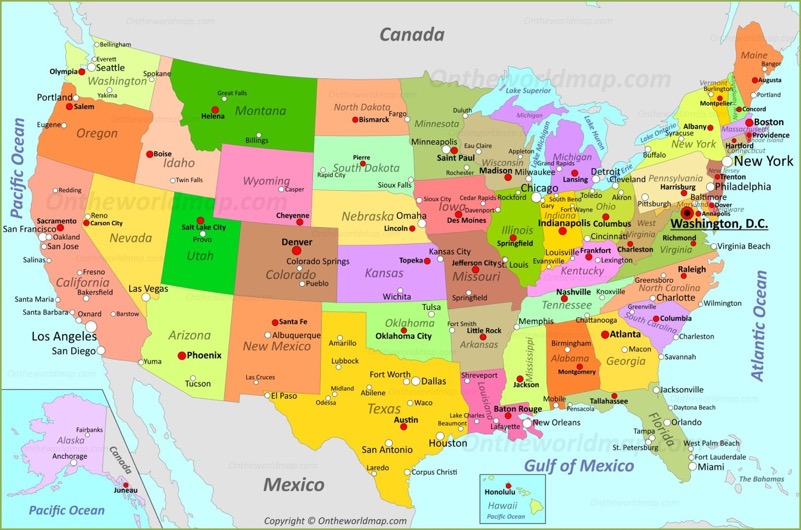 Canada
Ontheworldmap.com
Pacific Ocean
Atlantic Ocean
Gulf of Mexico
Mexico
Lake Superior
Lake Michigan
Lake Huron
Lake Ontario
Bellingham
Everett
Seattle
Olympia
Washington
Spokane
Yakima
Portland
Salem
Eugene
Oregon
Boise
Idaho
Twin Falls
Great Falls
Helena
Montana
Billings
North Dakota
Bismarck
Fargo
Minnesota
Duluth
Minneapolis
Saint Paul
Rochester
Eau Claire
Wisconsin
Appleton
Madison
Milwaukee
Michigan
Michigan
Grand Rapids
Lansing
Detroit
Maine
Bangor
Augusta
Portland
Vermont
Burlington
Montpelier
Concord
Boston
Massachusetts
Providence
Hartford
Connecticut
Albany
Syracuse
New York
Buffalo
New York
Pierre
South Dakota
Rapid City
Sioux Falls
Wyoming
Casper
Cheyenne
Redding
Reno
Carson City
Nevada
Sacramento
San Francisco
Oakland
San Jose
Salinas
Fresno
California
Bakersfield
Santa Maria
Santa Barbara
Oxnard
Barstow
Los Angeles
San Diego
Las Vegas
Salt Lake City
Provo
Utah
Denver
Colorado Springs
Colorado
Pueblo
Nebraska
Omaha
Lincoln
Sioux City
Iowa
Cedar Rapids
Davenport
Des Moines
Rockford
Chicago
Illinois
Springfield
South Bend
Gary
Fort Wayne
Indiana
Indianapolis
Evansville
Toledo
Cleveland
Akron
Ohio
Columbus
Cincinnati
Pennsylvania
Pittsburgh
Harrisburg
Trenton
Philadelphia
Baltimore
Dover
Annapolis
Washington, D.C.
West
Virginia
Charleston
Richmond
Virginia
Virginia Beach
Topeka
Kansas City
Kansas
Wichita
Jefferson City
Missouri
St. Louis
Springfield
Louisville
Frankfort
Lexington
Kentucky
Nashville
Knoxville
Tennessee
Memphis
Chattanooga
Greensboro
Raleigh
North Carolina
Charlotte
Wilmington
Greenville
Columbia
South Carolina
Charleston
Arizona
Phoenix
Yuma
Tucson
Santa Fe
Albuquerque
New Mexico
Las Cruces
Oklahoma
Tulsa
Oklahoma City
Fort Smith
Little Rock
Arkansas
Amarillo
Lubbock
Fort Worth
Dallas
Midland
Abilene
Odessa
El Paso
Waco
Texas
Austin
San Antonio
Houston
Beaumont
Laredo
Corpus Christi
Shreveport
Louisiana
Baton Rouge
Lake Charles
Lafayette
New Orleans
Mississippi
Jackson
Birmingham
Alabama
Montgomery
Mobile
Atlanta
Macon
Georgia
Savannah
Tallahassee
Pensacola
Jacksonville
Daytona Beach
Florida
Orlando
Tampa
St. Petersburg
West Palm Beach
Fort Lauderdale
Miami
The Bahamas
Fairbanks
Alaska
Anchorage
Canada
Juneau
Pacific Ocean
Honolulu
Hawaii
Pacific Ocean
Copyright © Ontheworldmap.com